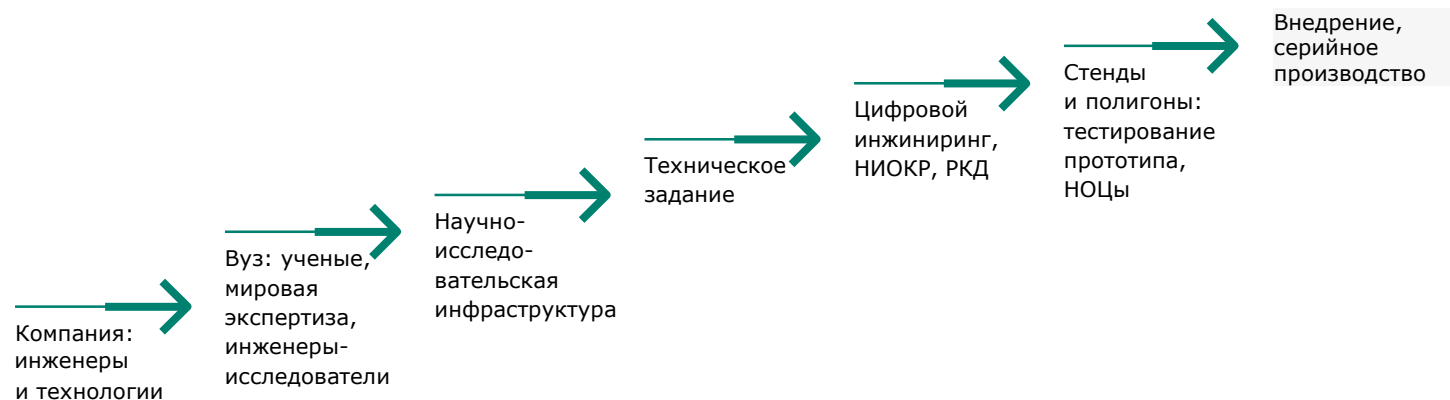 Компания:
инженеры
и технологии
Вуз: ученые,
мировая
экспертиза,
инженеры-
исследователи
Научно-
исследо-
вательская
инфраструктура
Техническое
задание
Цифровой
инжиниринг,
НИОКР, РКД
Стенды
и полигоны:
тестирование
прототипа,
НОЦы
Внедрение,
серийное
производство